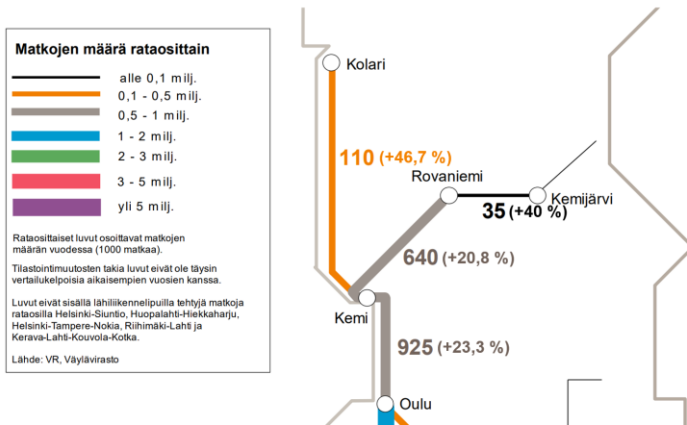 Matkojen määrä rataosittain
alle 0,1 milj.
0,1 - 0,5 milj.
0,5 - 1 milj.
1 - 2 milj.
2 - 3 milj.
3 - 5 milj.
yli 5 milj.
Rataosittaiset luvut osoittavat matkojen
määrän vuodessa (1000 matkaa).
Tilastointimuutosten takia luvut eivät ole täysin
vertailukelpoisia aikaisempien vuosien kanssa.
Luvut eivät sisällä lähiliikennelipuilla tehtyjä matkoja
rataosilla Helsinki-Siuntio, Huopalahti-Hiekkaharju,
Helsinki-Tampere-Nokia, Riihimäki-Lahti ja
Kerava-Lahti-Kouvola-Kotka.
Lähde: VR, Väylävirasto
Kolari
110 (+46,7 %)
Rovaniemi
Kemijärvi
35 (+40 %)
640 (+20,8 %)
Kemi
925 (+23,3 %)
Oulu